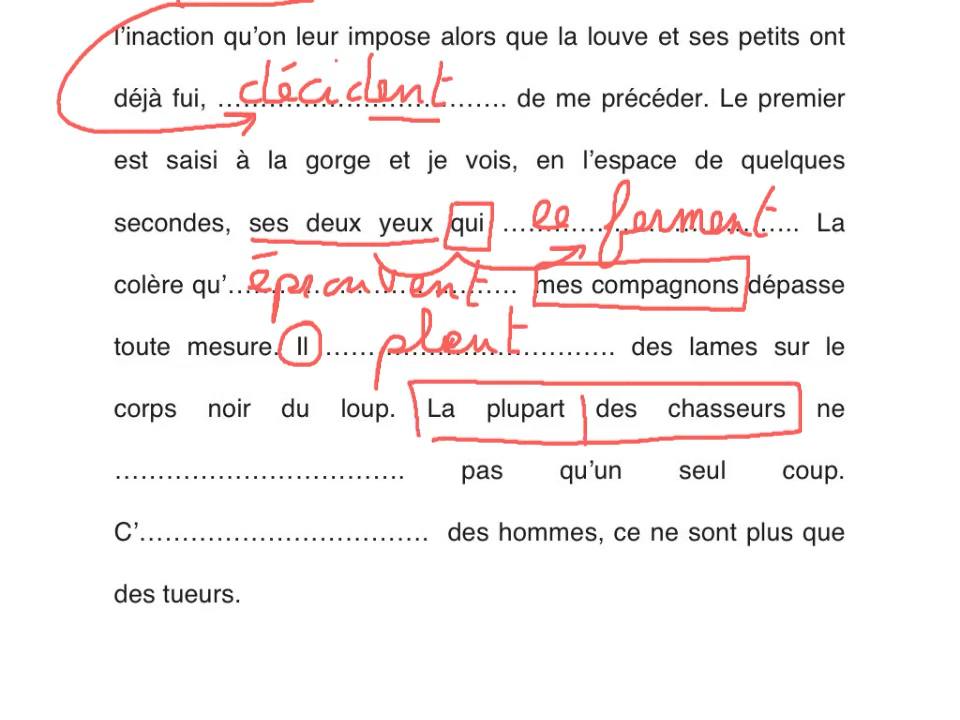 l'inaction qu'on leur impose alors que la louve et ses petits ont
déjà fui, ...décident... de me précéder. Le premier
est saisi à la gorge et je vois, en l'espace de quelques
secondes, ses deux yeux qui ...se ferment... La
colère qu'...éprouvent... mes compagnons dépasse
toute mesure. Il ...pleut... des lames sur le
corps noir du loup. La plupart des chasseurs ne
.................................. pas qu'un seul coup.
C'.................................. des hommes, ce ne sont plus que
des tueurs.